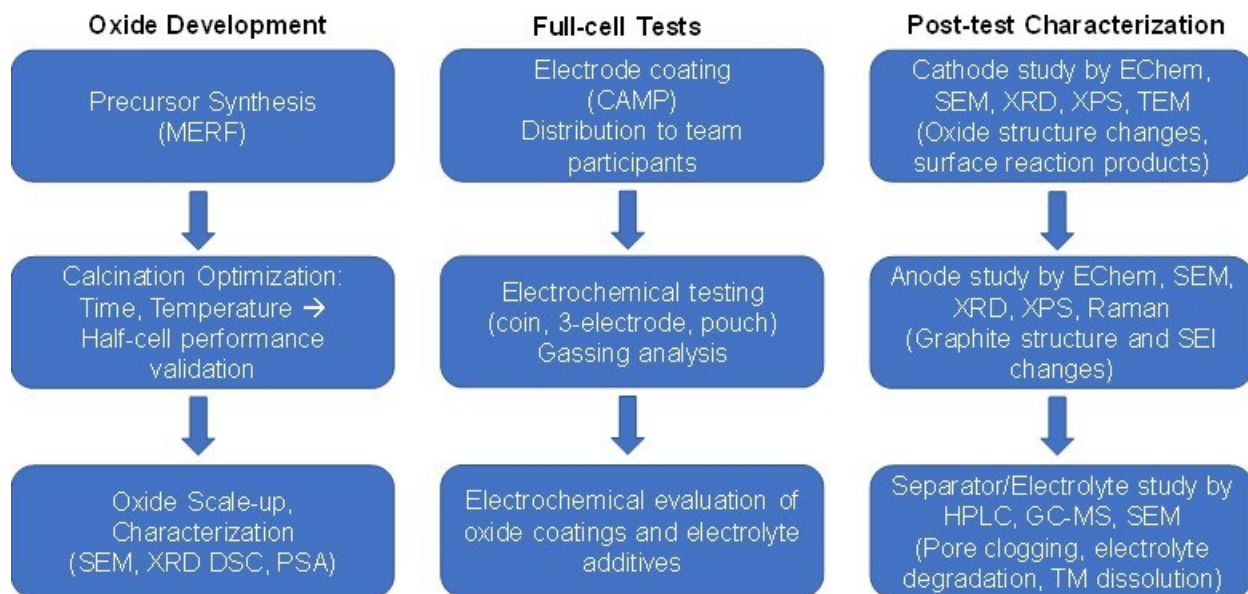 Oxide Development
Precursor Synthesis
(MERF)
Calcination Optimization:
Time, Temperature →
Half-cell performance
validation
Oxide Scale-up,
Characterization
(SEM, XRD DSC, PSA)
Full-cell Tests
Electrode coating
(CAMP)
Distribution to team
participants
Electrochemical testing
(coin, 3-electrode, pouch)
Gassing analysis
Electrochemical evaluation of
oxide coatings and electrolyte
additives
Post-test Characterization
Cathode study by EChem,
SEM, XRD, XPS, TEM
(Oxide structure changes,
surface reaction products)
Anode study by EChem, SEM,
XRD, XPS, Raman
(Graphite structure and SEI
changes)
Separator/Electrolyte study by
HPLC, GC-MS, SEM
(Pore clogging, electrolyte
degradation, TM dissolution)